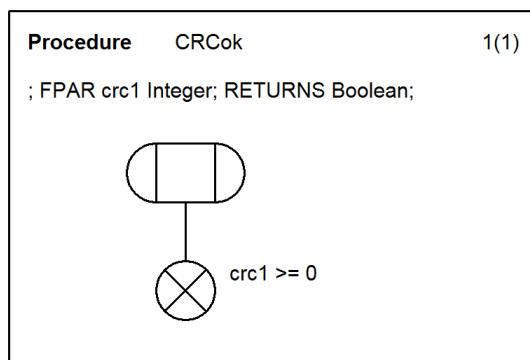 Procedure CRCok 1(1)
; FPAR crc1 Integer; RETURNS Boolean;
crc1 >= 0